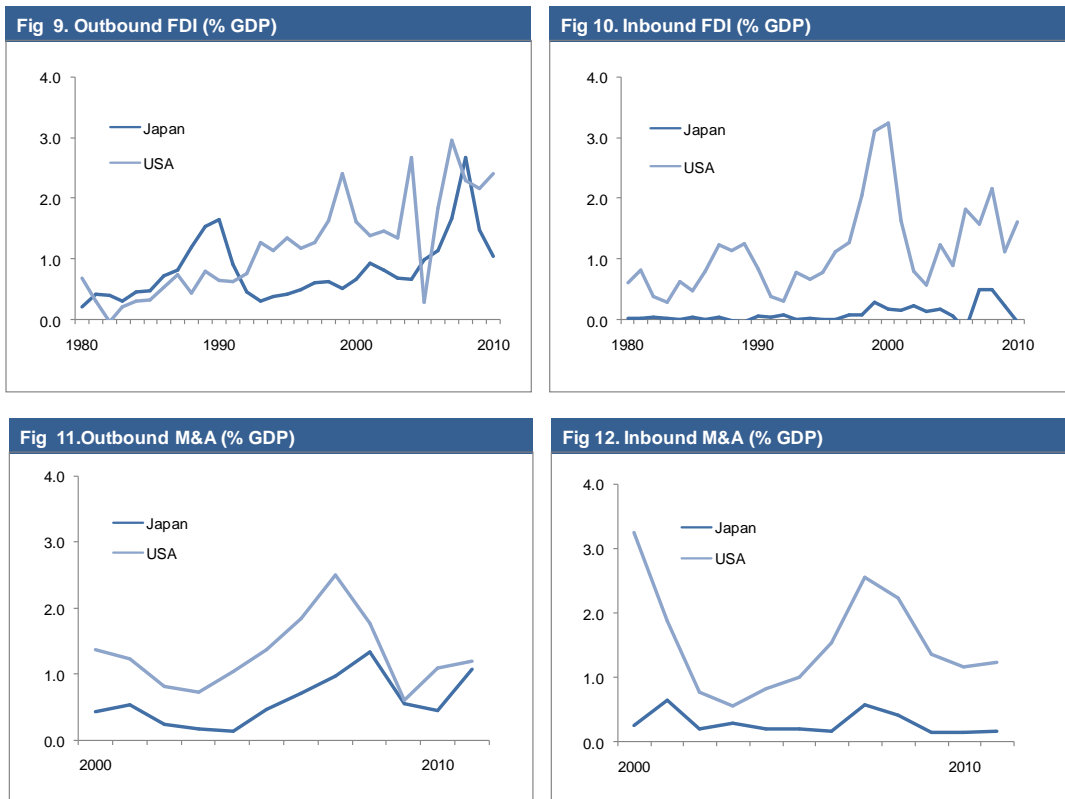 Fig 9. Outbound FDI (% GDP)
4.0
3.0
2.0
1.0
0.0
Japan
USA
1980 1990 2000 2010
Fig 10. Inbound FDI (% GDP)
4.0
3.0
2.0
1.0
0.0
Japan
USA
1980 1990 2000 2010
Fig 11.Outbound M&A (% GDP)
4.0
3.0
2.0
1.0
0.0
Japan
USA
2000 2010
Fig 12. Inbound M&A (% GDP)
4.0
3.0
2.0
1.0
0.0
Japan
USA
2000 2010